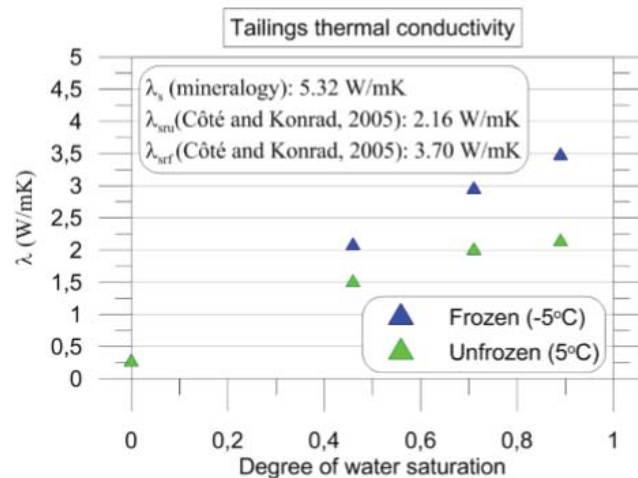 Tailings thermal conductivity
5
4,5
4
3,5
3
2,5
2
1,5
1
0,5
0
λ (W/mK)
λs (mineralogy): 5.32 W/mK
λsru(Côté and Konrad, 2005): 2.16 W/mK
λsrf(Côté and Konrad, 2005): 3.70 W/mK
Frozen (-5°C)
Unfrozen (5°C)
0 0,2 0,4 0,6 0,8 1
Degree of water saturation